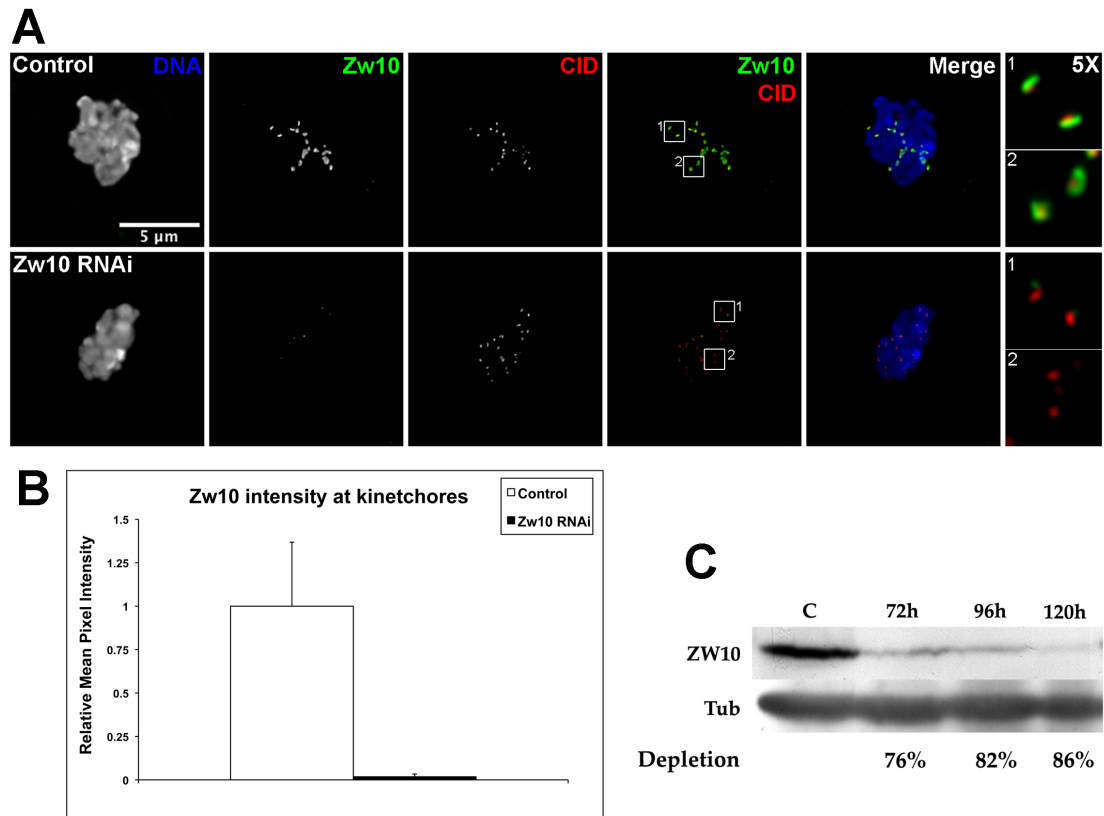 A
Control DNA Zw10 CID Zw10 CID Merge 1 5X
1
2
2
5 µm
Zw10 RNAi 1
1
2
2
B
Zw10 intensity at kinetchores
Control
Zw10 RNAi
Relative Mean Pixel Intensity
1.5
1.25
1
0.75
0.5
0.25
0
C
C 72h 96h 120h
ZW10
Tub
Depletion 76% 82% 86%